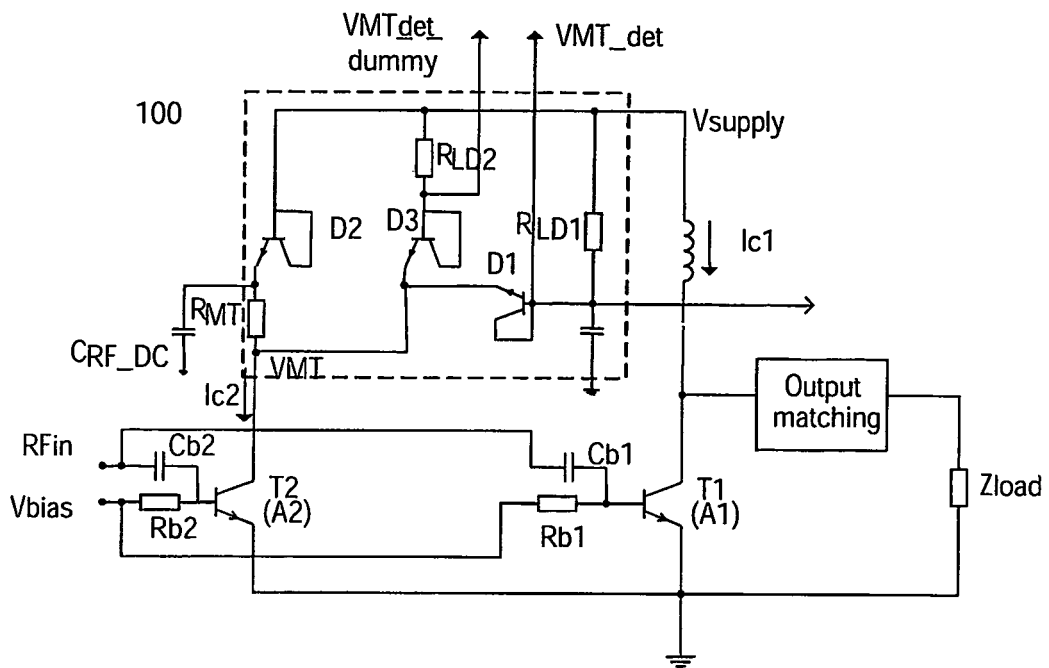 VMTdet_
dummy
VMT_det
100
Vsupply
RLD2
D2
D3
RLD1
Ic1
D1
RMT
CRF_DC
VMT
Ic2
Output
matching
RFin
Cb2
Cb1
Vbias
T2
(A2)
T1
(A1)
Zload
Rb2
Rb1